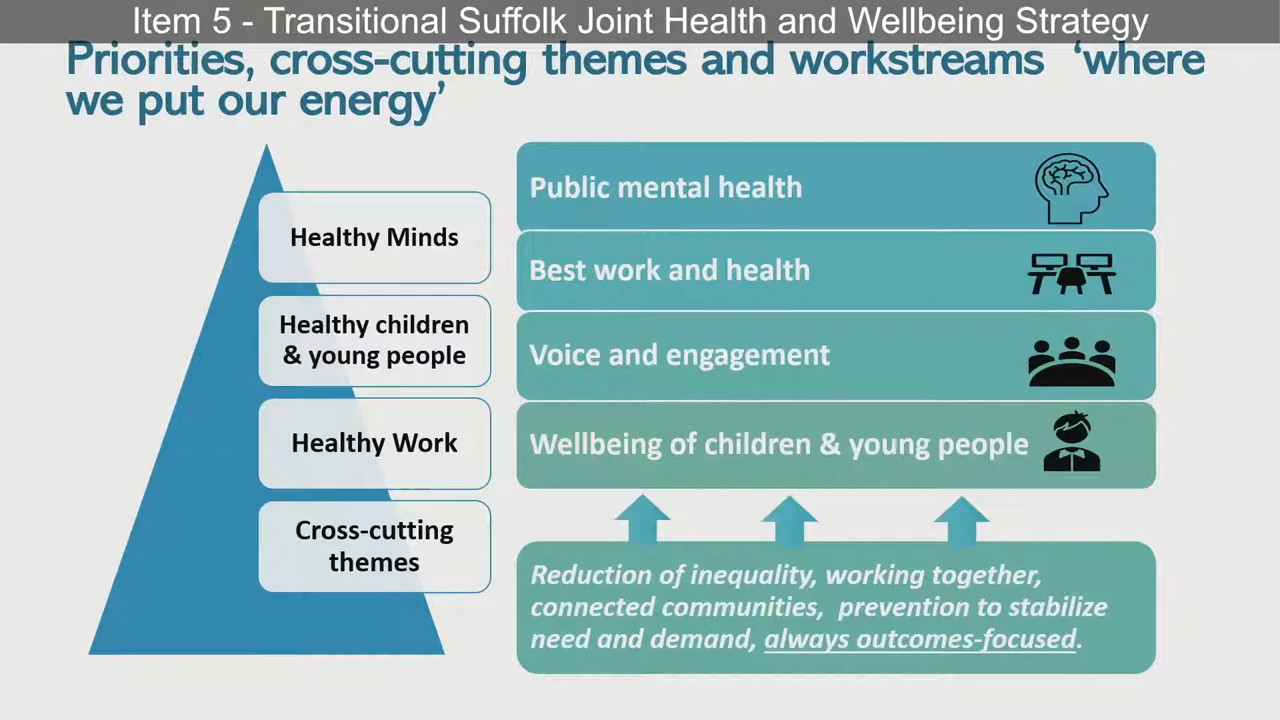 Item 5 - Transitional Suffolk Joint Health and Wellbeing Strategy
Priorities, cross-cutting themes and workstreams ‘where
we put our energy’
Healthy Minds
Healthy children
& young people
Healthy Work
Cross-cutting
themes
Public mental health
Best work and health
Voice and engagement
Wellbeing of children & young people
Reduction of inequality, working together,
connected communities, prevention to stabilize
need and demand, always outcomes-focused.